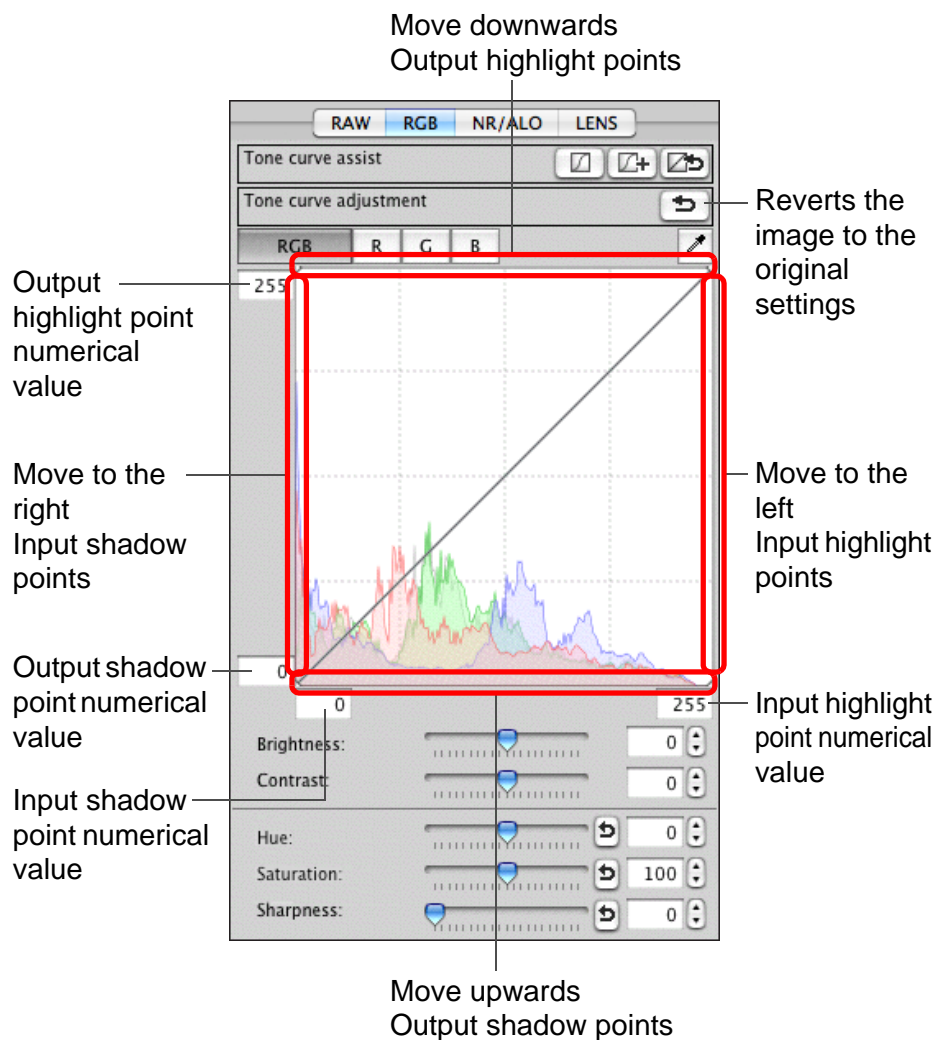 Move downwards
Output highlight points
RAW RGB NR/ALO LENS
Tone curve assist
Tone curve adjustment
Reverts the
image to the
original
settings
RGB R G B
Output
highlight point
numerical
value
255
Move to the
right
Input shadow
points
Move to the
left
Input highlight
points
Output shadow
point numerical
value
0
0
255
Input highlight
point numerical
value
Input shadow
point numerical
value
Brightness: 0
Contrast: 0
Hue: 0
Saturation: 100
Sharpness: 0
Move upwards
Output shadow points